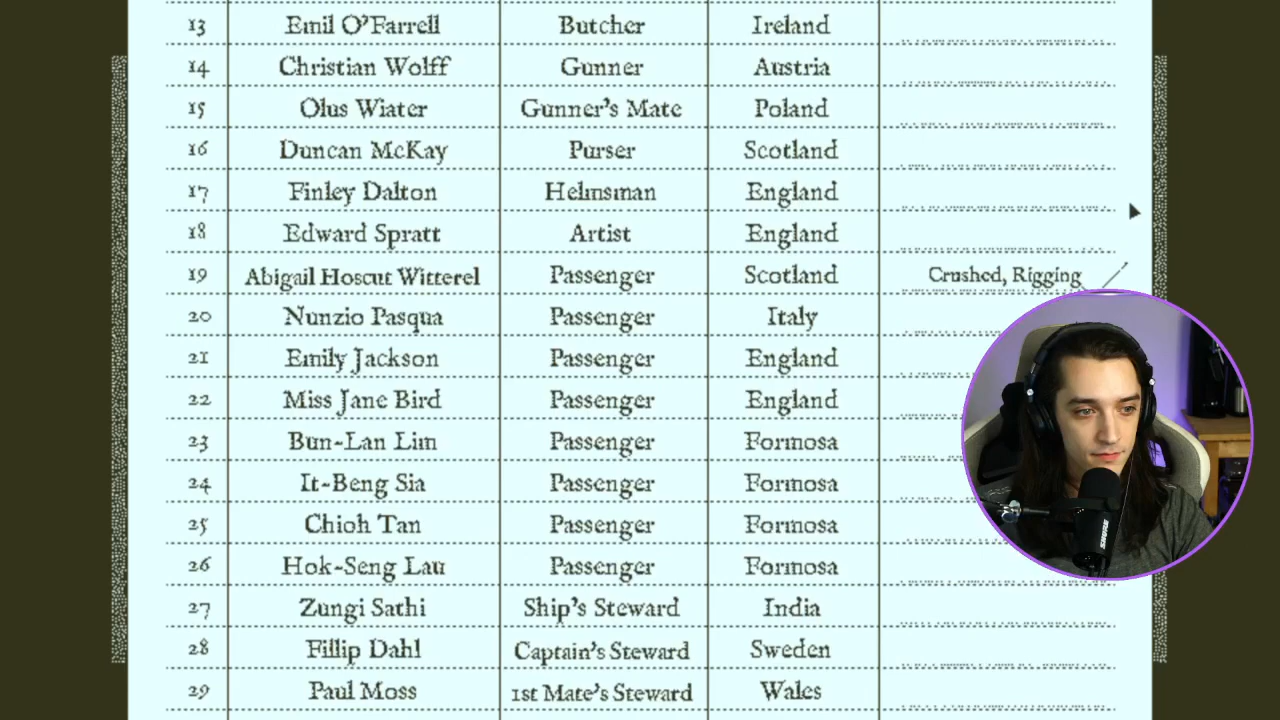 13 Emil O'Farrell Butcher Ireland
14 Christian Wolff Gunner Austria
15 Olus Wiater Gunner's Mate Poland
16 Duncan McKay Purser Scotland
17 Finley Dalton Helmsman England
18 Edward Spratt Artist England
19 Abigail Hoscut Witterel Passenger Scotland Crushed, Rigging
20 Nunzio Pasqua Passenger Italy
21 Emily Jackson Passenger England
22 Miss Jane Bird Passenger England
23 Bun-Lan Lim Passenger Formosa
24 It-Beng Sia Passenger Formosa
25 Chioh Tan Passenger Formosa
26 Hok-Seng Lau Passenger Formosa
27 Zungi Sathi Ship's Steward India
28 Fillip Dahl Captain's Steward Sweden
29 Paul Moss 1st Mate's Steward Wales
SHURE